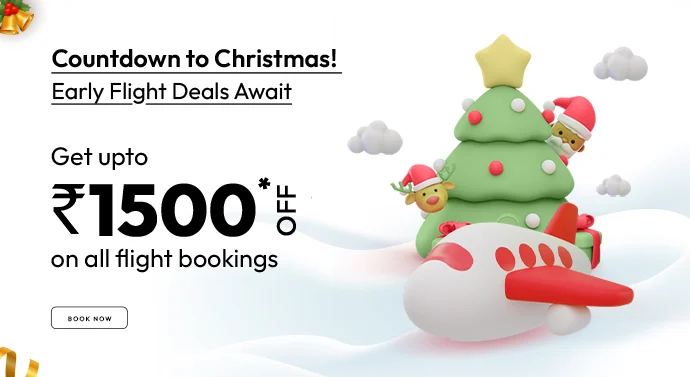 Countdown to Christmas!
Early Flight Deals Await
Get upto
₹1500* OFF
on all flight bookings
BOOK NOW